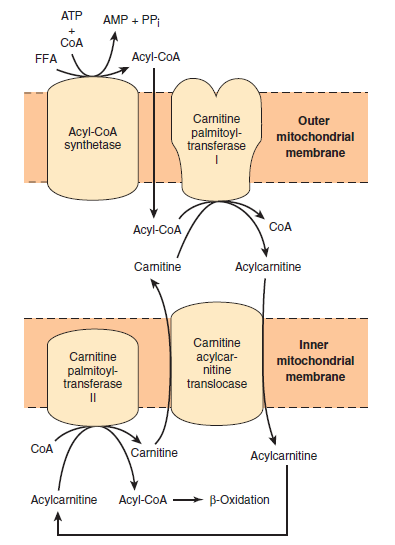 ATP
+
CoA
AMP + PPi
FFA
Acyl-CoA
Acyl-CoA
synthetase
Carnitine
palmitoyl-
transferase
I
Outer
mitochondrial
membrane
Acyl-CoA
CoA
Carnitine
Acylcarnitine
Carnitine
palmitoyl-
transferase
II
Carnitine
acylcar-
nitine
translocase
Inner
mitochondrial
membrane
CoA
Carnitine
Acylcarnitine
Acylcarnitine
Acyl-CoA
β-Oxidation